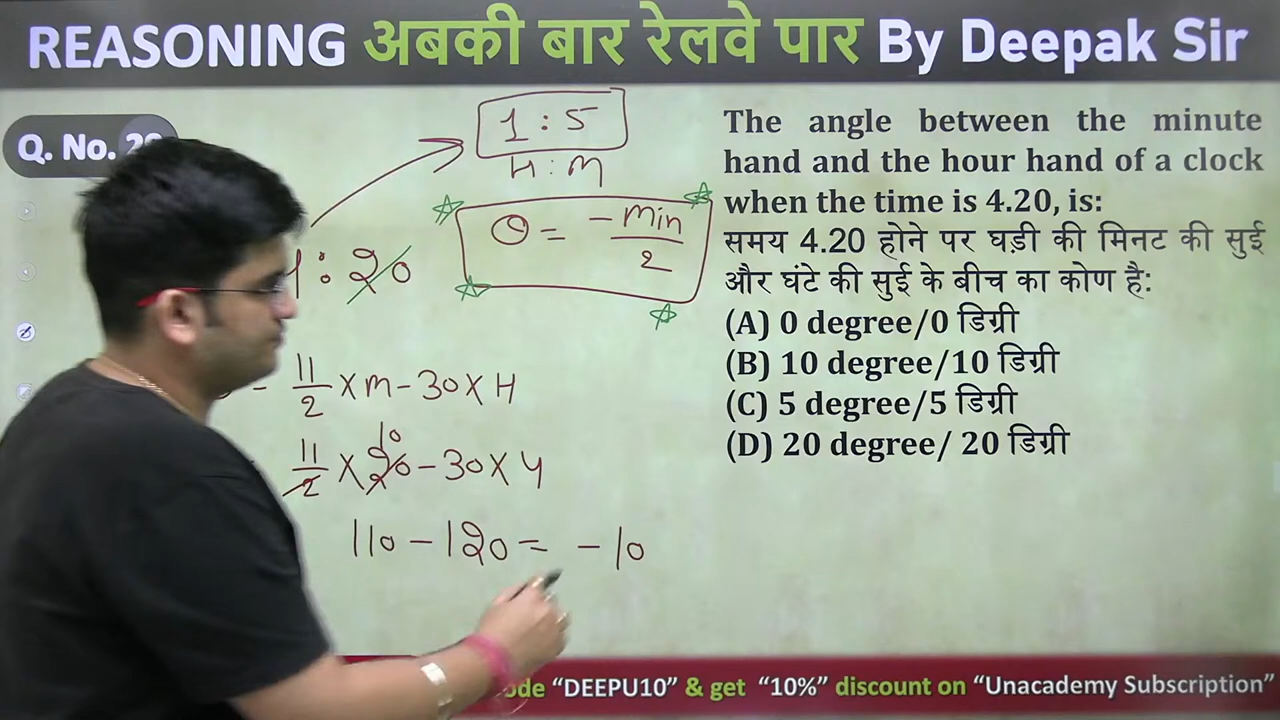 REASONING अबकी बार रेलवे पार By Deepak Sir
Q. No.
1 : 5
H : M
θ = -min/2
: 20
The angle between the minute
hand and the hour hand of a clock
when the time is 4.20, is:
समय 4.20 होने पर घड़ी की मिनट की सुई
और घंटे की सुई के बीच का कोण है:
(A) 0 degree/0 डिग्री
(B) 10 degree/10 डिग्री
(C) 5 degree/5 डिग्री
(D) 20 degree/ 20 डिग्री
11/2 × M - 30 × H
10
11/2 × 20 - 30 × 4
110 - 120 = - 10
"DEEPU10" & get "10%" discount on "Unacademy Subscription"